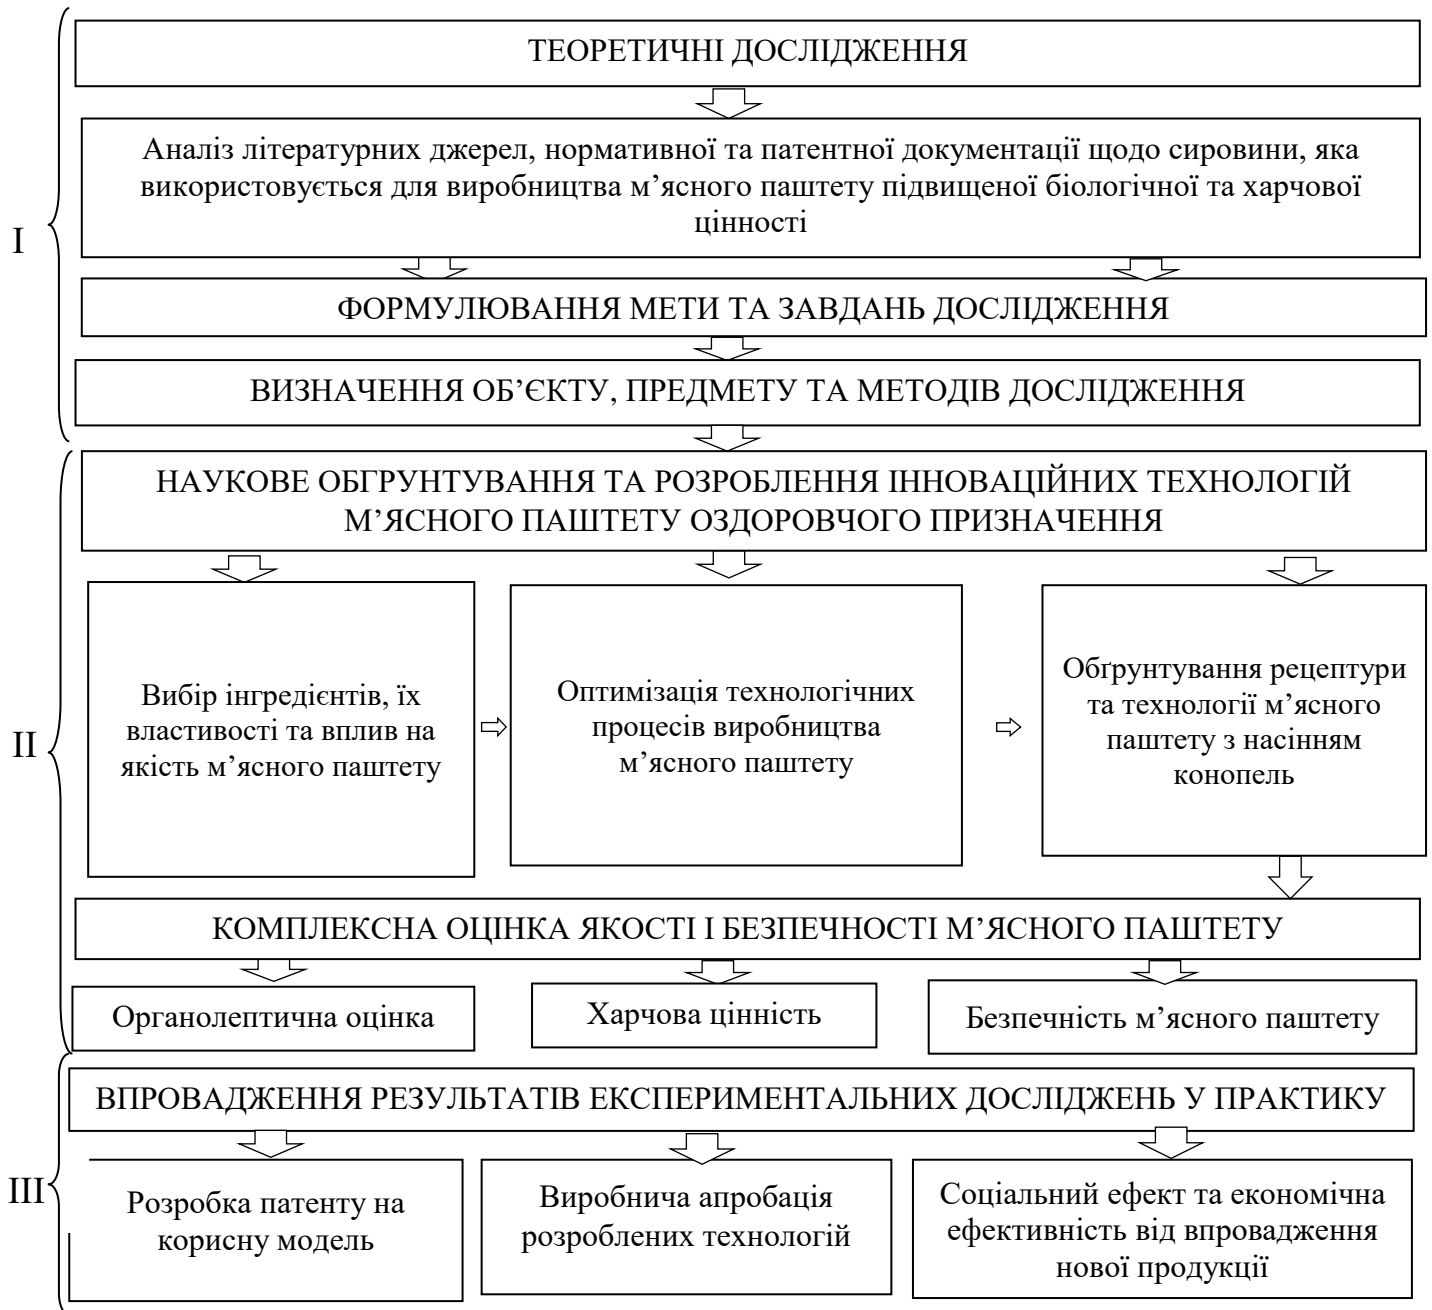 ТЕОРЕТИЧНІ ДОСЛІДЖЕННЯ
Аналіз літературних джерел, нормативної та патентної документації щодо сировини, яка
використовується для виробництва м’ясного паштету підвищеної біологічної та харчової
цінності
I
ФОРМУЛЮВАННЯ МЕТИ ТА ЗАВДАНЬ ДОСЛІДЖЕННЯ
ВИЗНАЧЕННЯ ОБ’ЄКТУ, ПРЕДМЕТУ ТА МЕТОДІВ ДОСЛІДЖЕННЯ
НАУКОВЕ ОБГРУНТУВАННЯ ТА РОЗРОБЛЕННЯ ІННОВАЦІЙНИХ ТЕХНОЛОГІЙ
М’ЯСНОГО ПАШТЕТУ ОЗДОРОВЧОГО ПРИЗНАЧЕННЯ
II
Вибір інгредієнтів, їх
властивості та вплив на
якість м’ясного паштету
Оптимізація технологічних
процесів виробництва
м’ясного паштету
Обґрунтування рецептури
та технології м’ясного
паштету з насінням
конопель
КОМПЛЕКСНА ОЦІНКА ЯКОСТІ І БЕЗПЕЧНОСТІ М’ЯСНОГО ПАШТЕТУ
Органолептична оцінка
Харчова цінність
Безпечність м’ясного паштету
ВПРОВАДЖЕННЯ РЕЗУЛЬТАТІВ ЕКСПЕРИМЕНТАЛЬНИХ ДОСЛІДЖЕНЬ У ПРАКТИКУ
III
Розробка патенту на
корисну модель
Виробнича апробація
розроблених технологій
Соціальний ефект та економічна
ефективність від впровадження
нової продукції